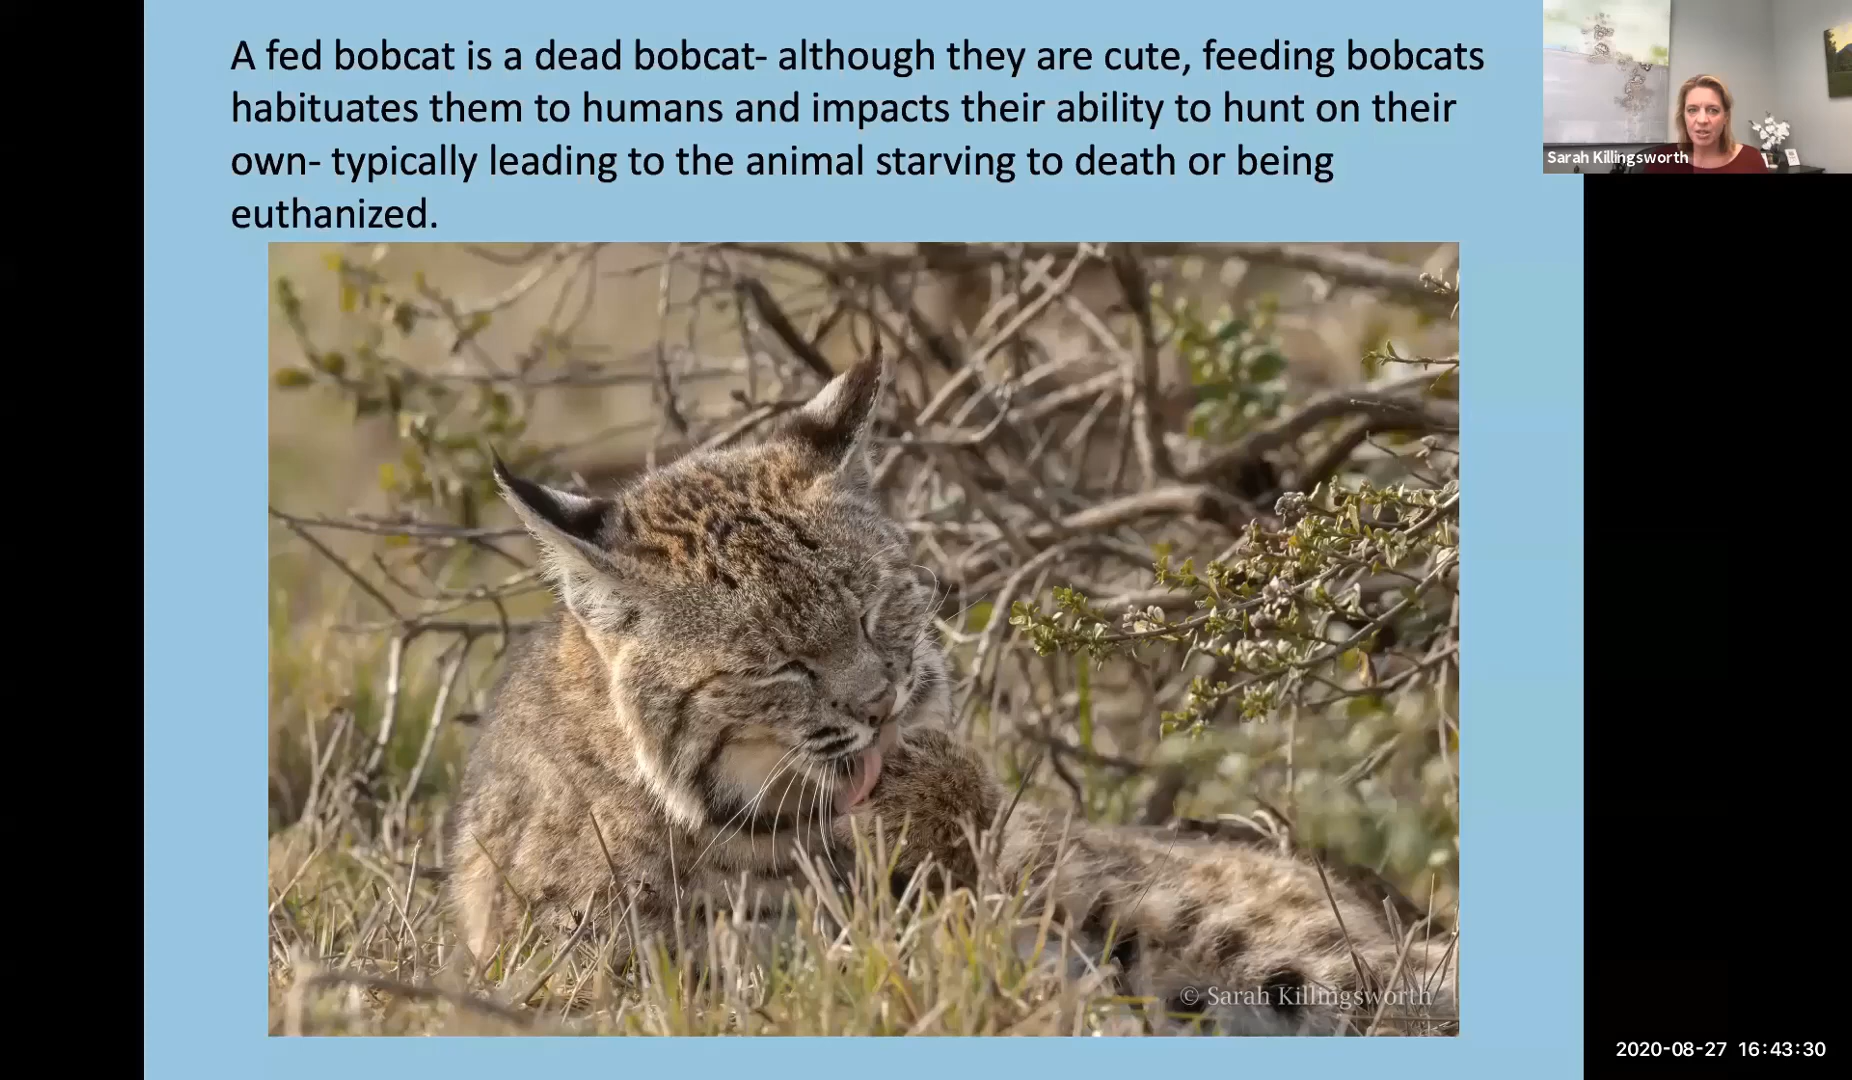 A fed bobcat is a dead bobcat- although they are cute, feeding bobcats
habituates them to humans and impacts their ability to hunt on their
own- typically leading to the animal starving to death or being
euthanized.
Sarah Killingsworth
© Sarah Killingsworth
2020-08-27 16:43:30